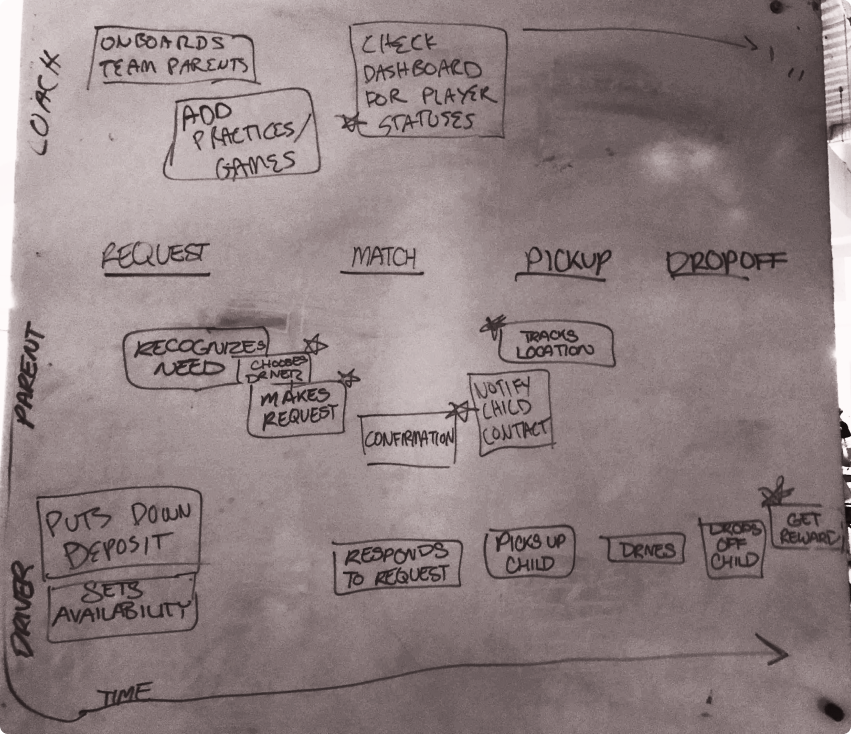 COACK
ONBOARDS
TEAM PARENTS
ADD
PRACTICES/
GAMES
CHECK
DASHBOARD
FOR PLAYER
STATUSES
REQUEST
MATCH
PICKUP
DROPOFF
PARENT
RECOGNIZES
NEED
CHOOSES
DRIVER
MAKES
REQUEST
CONFIRMATION
TRACKS
LOCATION
NOTIFY
CHILD
CONTACT
DRIVER
PUTS DOWN
DEPOSIT
SETS
AVAILABILITY
RESPONDS
TO REQUEST
PICKS UP
CHILD
DRIVES
DROPS
OFF
CHILD
GET
REWARD
TIME